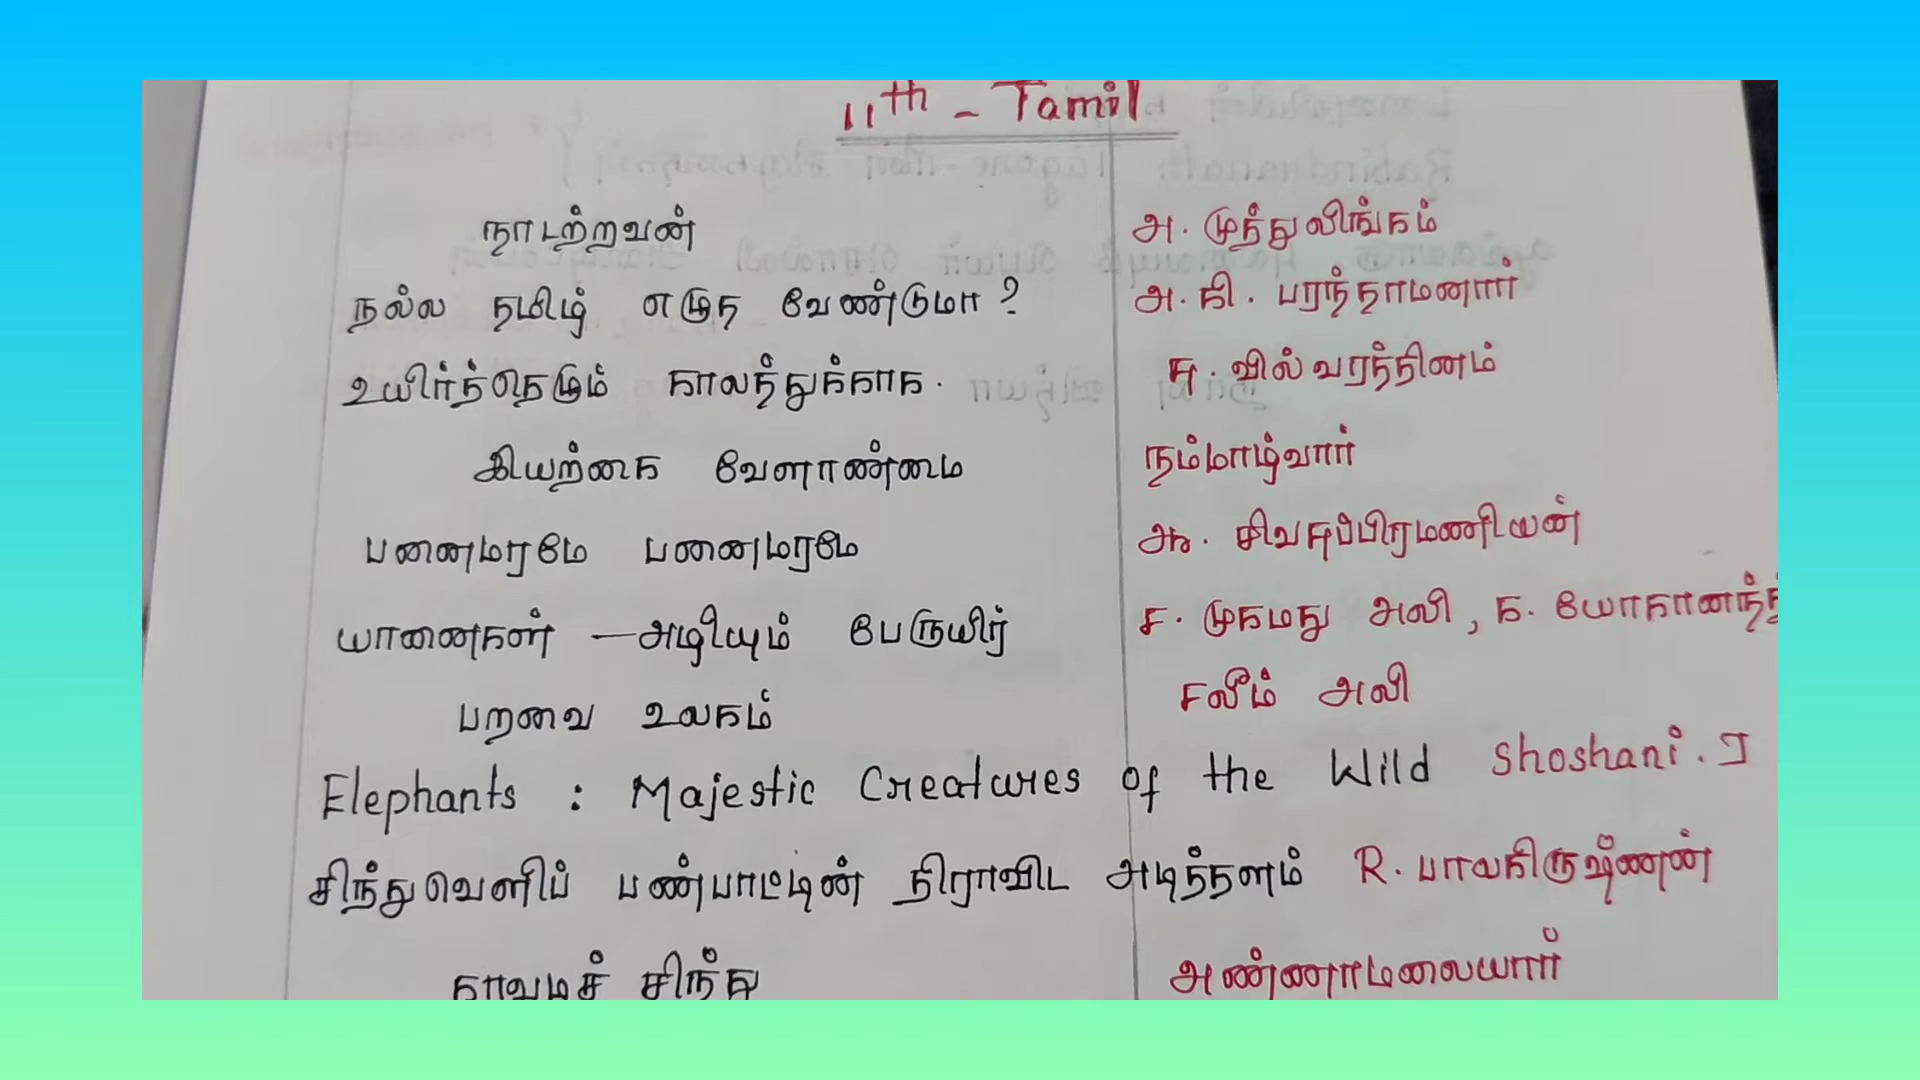 11th - Tamil
நாடற்றவன் அ. முத்துலிங்கம்
நல்ல தமிழ் எழுத வேண்டுமா? அ. கி. பரந்தாமனார்
உயிர்த்தெழும் காலத்துக்காக. சு. வில்வரத்தினம்
இயற்கை வேளாண்மை நம்மாழ்வார்
பனைமரமே பனைமரமே ஆ. சிவசுப்பிரமணியன்
யானைகள் – அழியும் பேருயிர் ச. முகமது அலி, க. யோகானந்த்
பறவை உலகம் சலீம் அலி
Elephants : Majestic Creatures of the Wild Shoshani. J
சிந்துவெளிப் பண்பாட்டின் திராவிட அடித்தளம் R. பாலகிருஷ்ணன்
காவடிச் சிந்து அண்ணாமலையார்